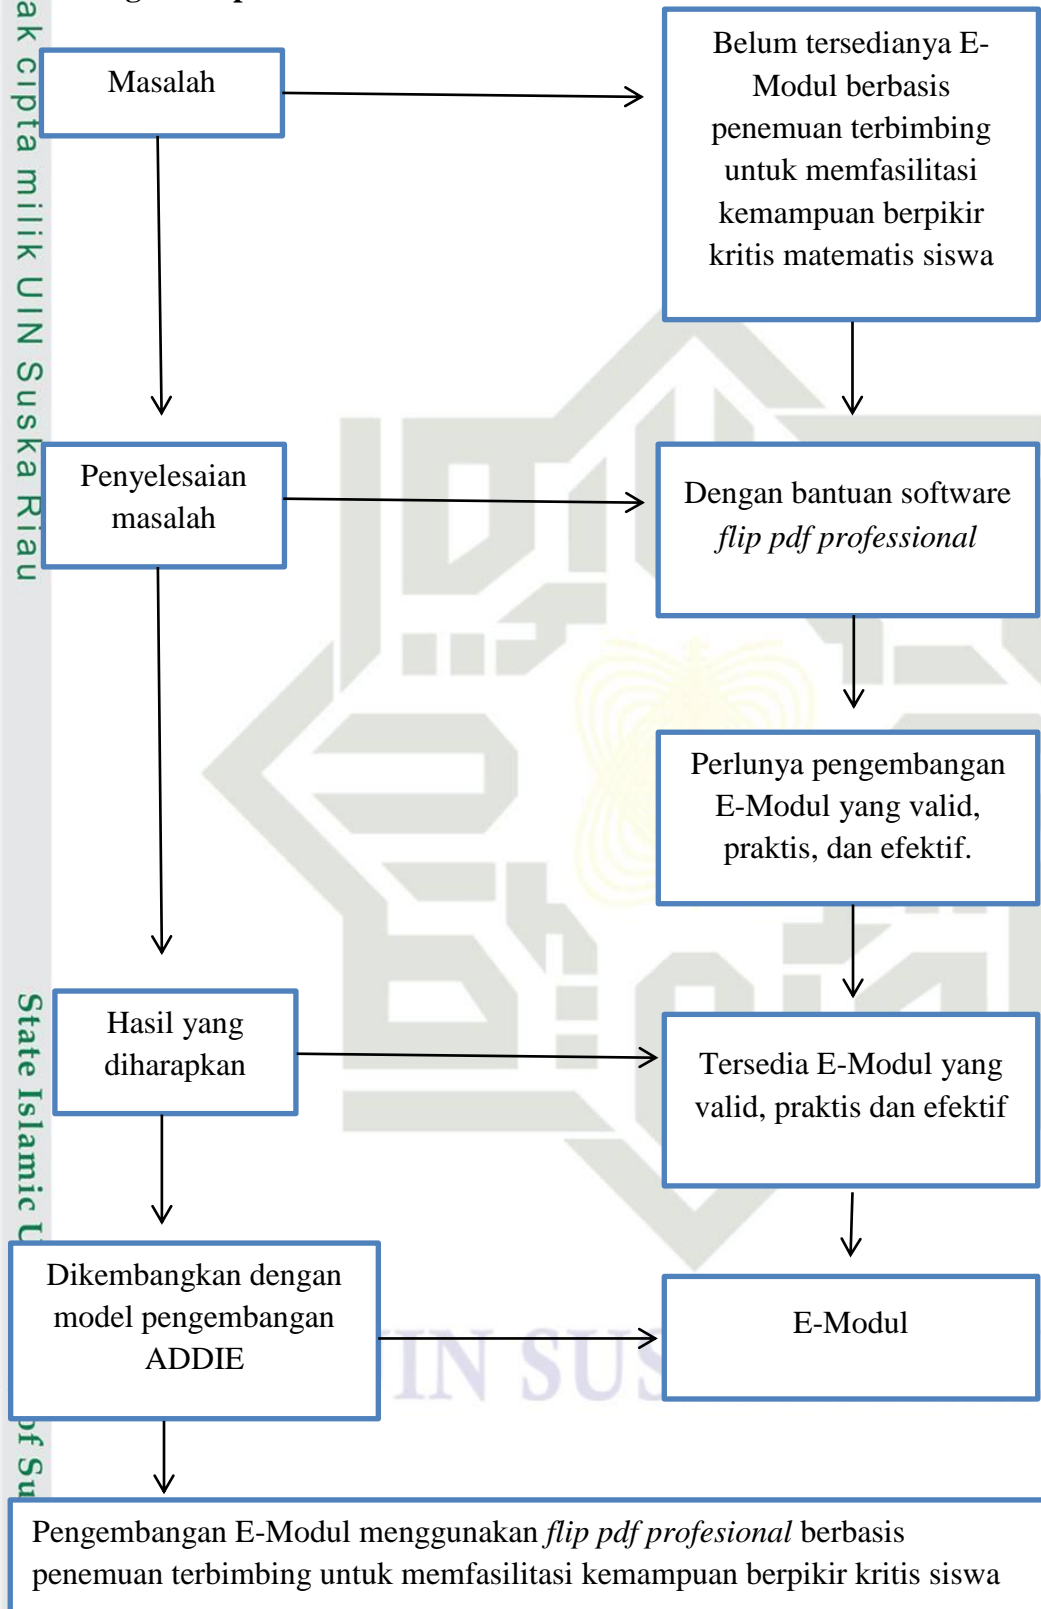 Masalah
Belum tersedianya E-
Modul berbasis
penemuan terbimbing
untuk memfasilitasi
kemampuan berpikir
kritis matematis siswa
Penyelesaian
masalah
Dengan bantuan software
flip pdf professional
Perlunya pengembangan
E-Modul yang valid,
praktis, dan efektif.
Hasil yang
diharapkan
Tersedia E-Modul yang
valid, praktis dan efektif
Dikembangkan dengan
model pengembangan
ADDIE
E-Modul
Pengembangan E-Modul menggunakan flip pdf profesional berbasis
penemuan terbimbing untuk memfasilitasi kemampuan berpikir kritis siswa
cipta milik UIN Suska Riau
State Islamic
of
UIN SUS